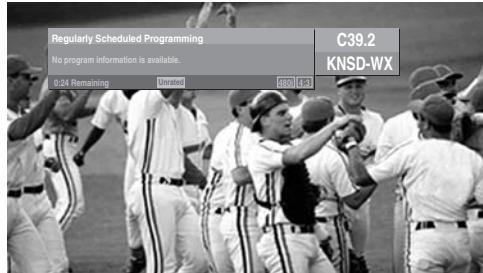 Regularly Scheduled Programming
C39.2
No program information is available.
KNSD-WX
0:24 Remaining Unrated 480i 4:3